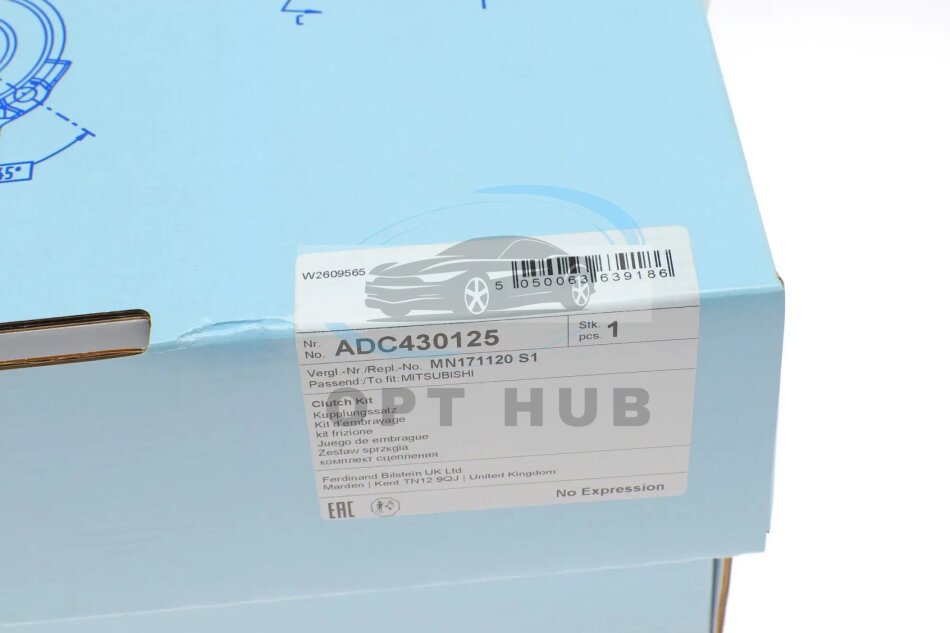 c
45°
W2609565
5 050063 639186
Nr.
No. ADC430125
Stk.
pcs. 1
Vergl.-Nr./Repl.-No. MN171120 S1
Passend:/To fit:MITSUBISHI
Clutch Kit
Kupplungssatz
Kit d'embrayage
kit frizione
Juego de embrague
Zestaw sprzęgia
комплект сцепления
OPT HUB
Ferdinand Bilstein UK Ltd.
Marden | Kent TN12 9QJ | United Kingdom
EAC
No Expression